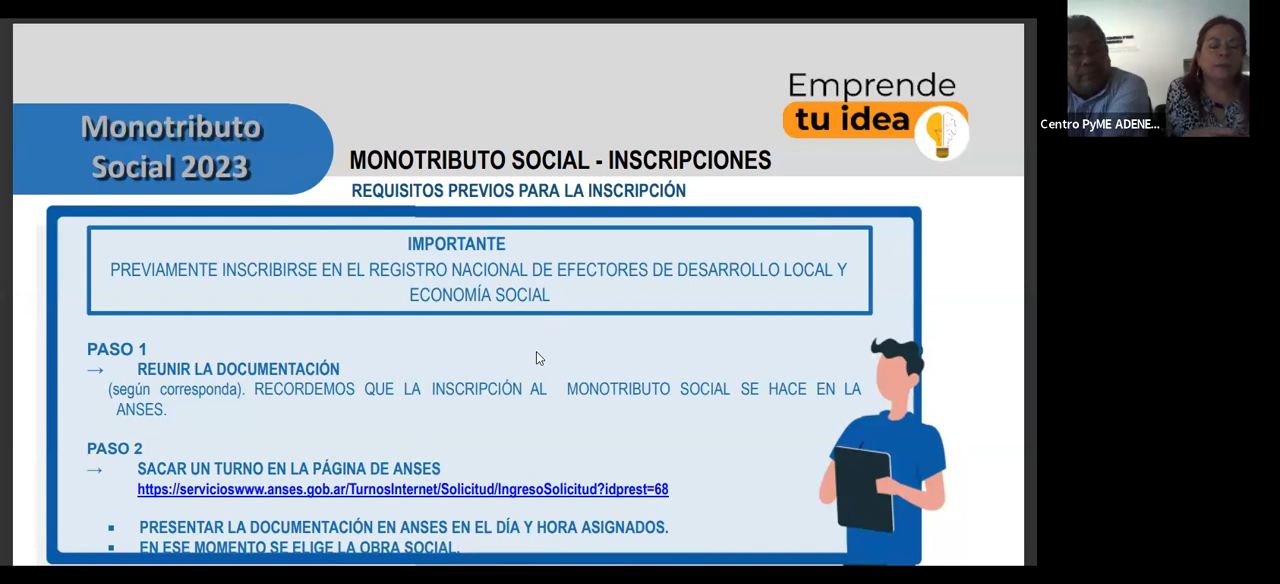 Emprende
tu idea
Monotributo
Social 2023
MONOTRIBUTO SOCIAL - INSCRIPCIONES
REQUISITOS PREVIOS PARA LA INSCRIPCIÓN
IMPORTANTE
PREVIAMENTE INSCRIBIRSE EN EL REGISTRO NACIONAL DE EFECTORES DE DESARROLLO LOCAL Y
ECONOMÍA SOCIAL
PASO 1
→ REUNIR LA DOCUMENTACIÓN
(según corresponda). RECORDEMOS QUE LA INSCRIPCIÓN AL MONOTRIBUTO SOCIAL SE HACE EN LA
ANSES.
PASO 2
→ SACAR UN TURNO EN LA PÁGINA DE ANSES
https://servicioswww.anses.gob.ar/TurnosInternet/Solicitud/IngresoSolicitud?idprest=68
▪ PRESENTAR LA DOCUMENTACIÓN EN ANSES EN EL DÍA Y HORA ASIGNADOS.
▪ EN ESE MOMENTO SE ELIGE LA OBRA SOCIAL.
Centro PyME ADENE...